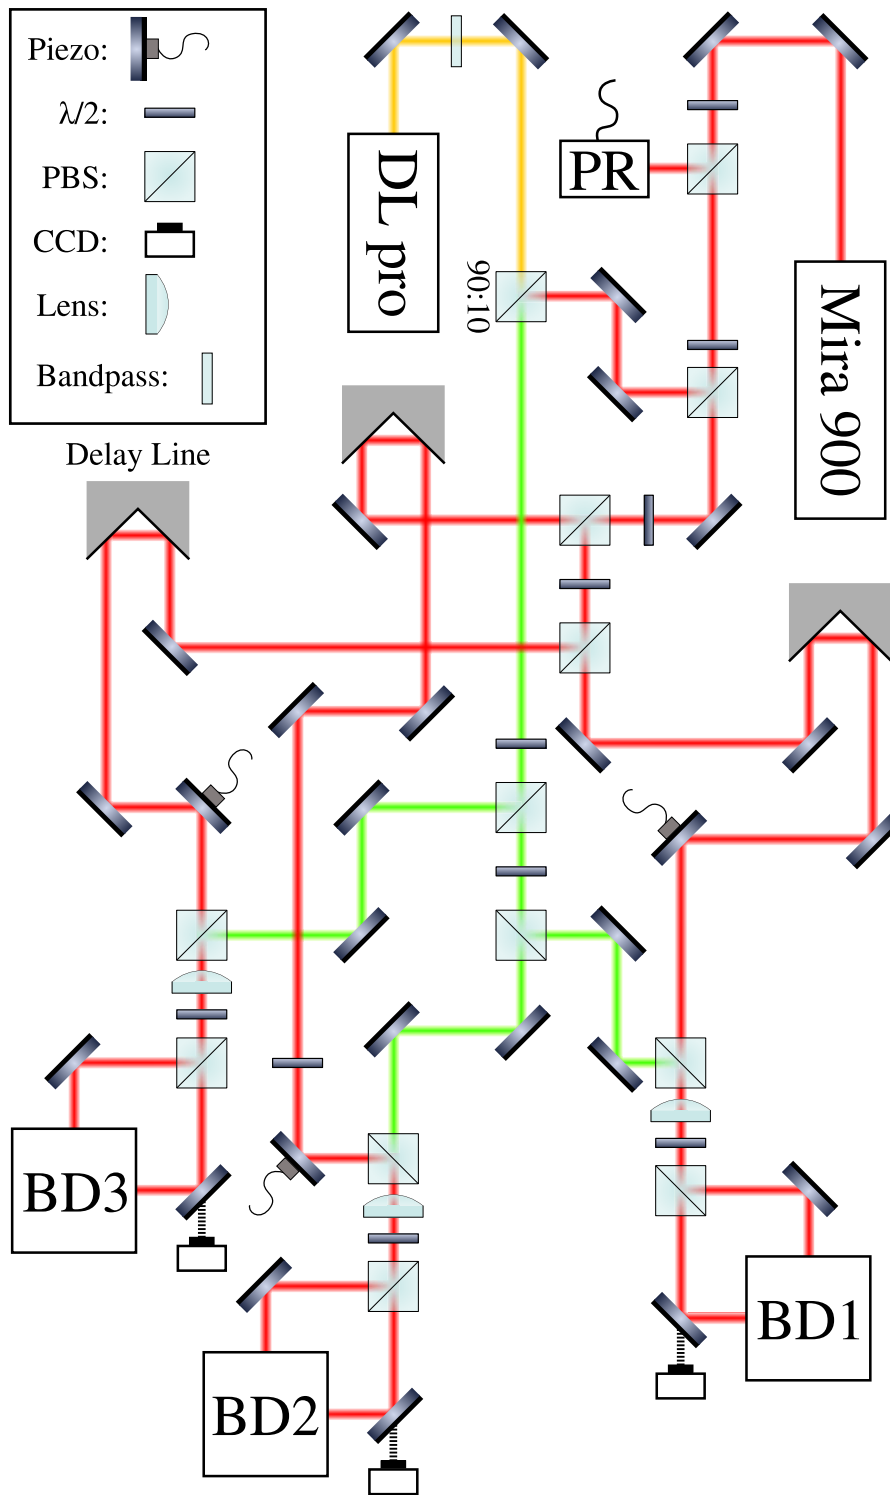 Piezo:
λ/2:
PBS:
CCD:
Lens:
Bandpass:
DL pro
PR
90:10
Mira 900
Delay Line
BD3
BD1
BD2